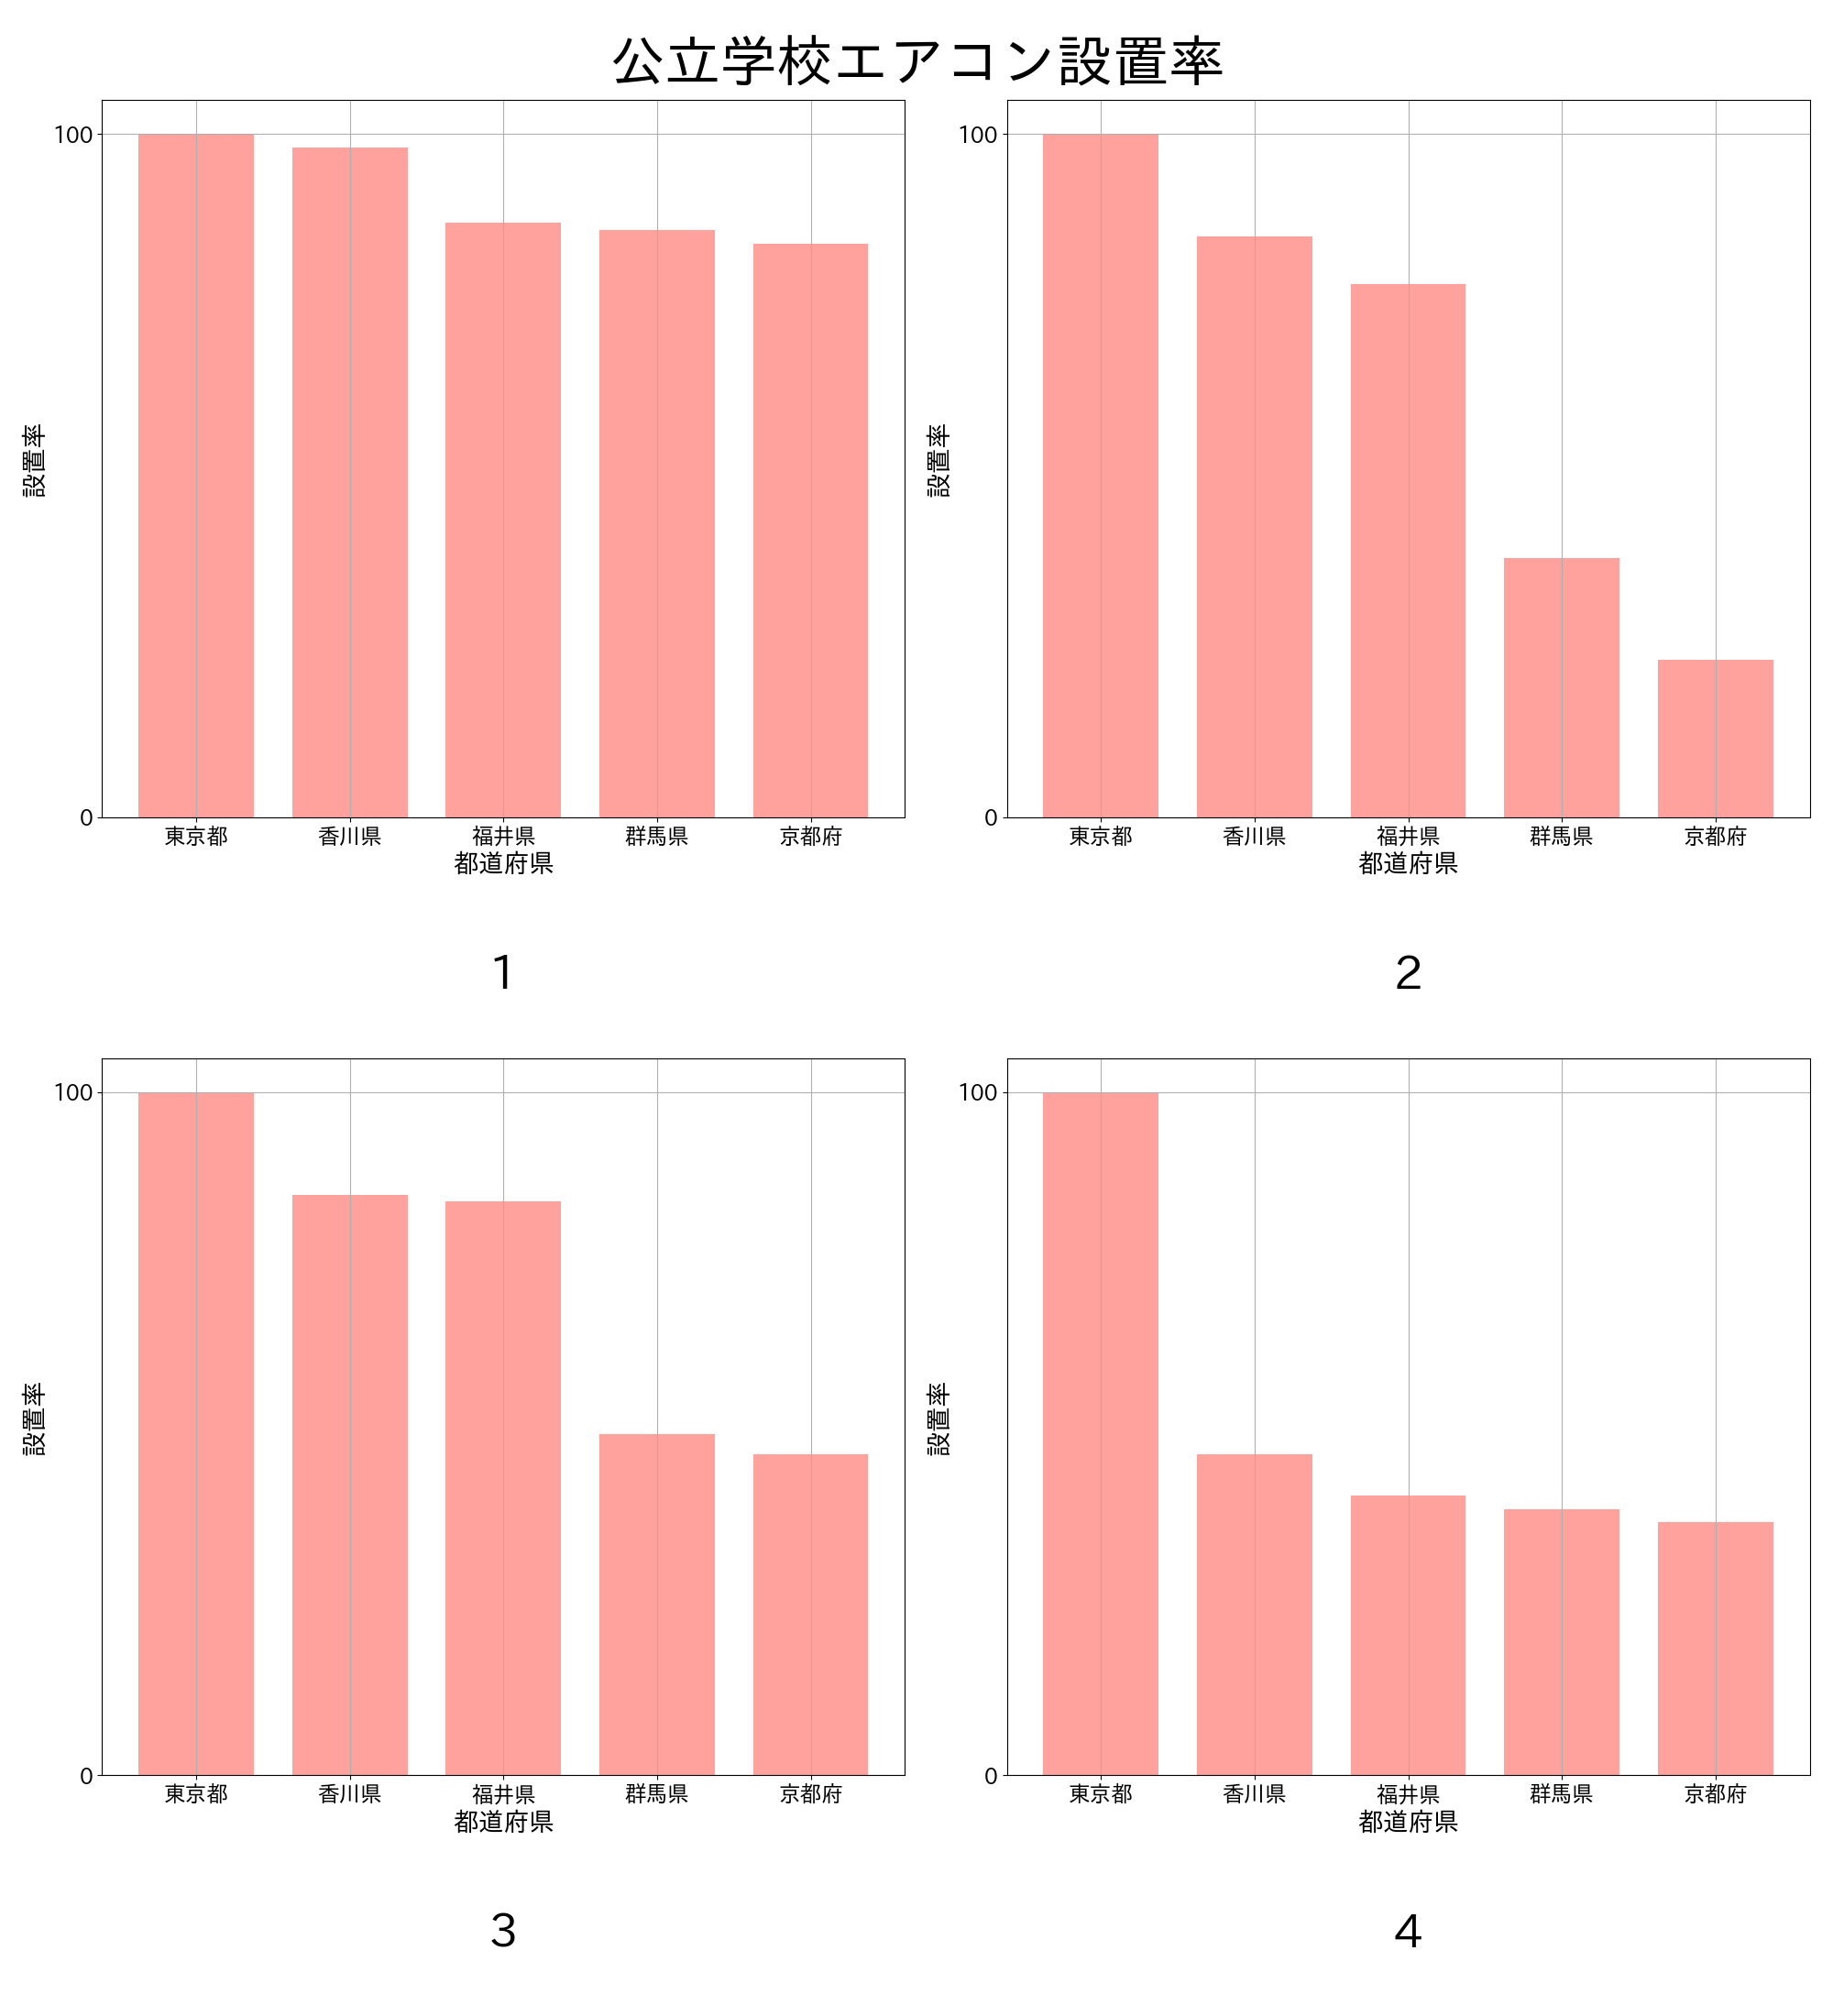 公立学校エアコン設置率
100
設置率
0
東京都 香川県 福井県 群馬県 京都府
都道府県
1
100
設置率
0
東京都 香川県 福井県 群馬県 京都府
都道府県
2
100
設置率
0
東京都 香川県 福井県 群馬県 京都府
都道府県
3
100
設置率
0
東京都 香川県 福井県 群馬県 京都府
都道府県
4